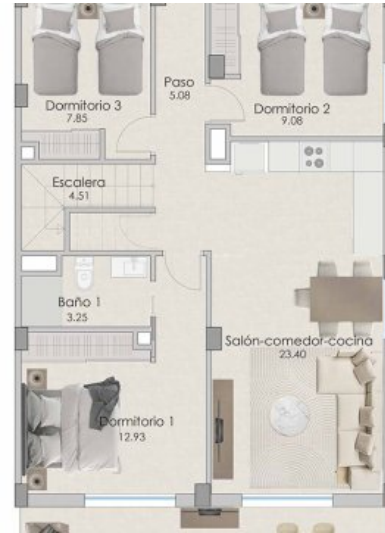 Dormitorio 3
7.85
Paso
5.08
Dormitorio 2
9.08
Escalera
4.51
Baño 1
3.25
Salón-comedor-cocina
23.40
Dormitorio 1
12.93